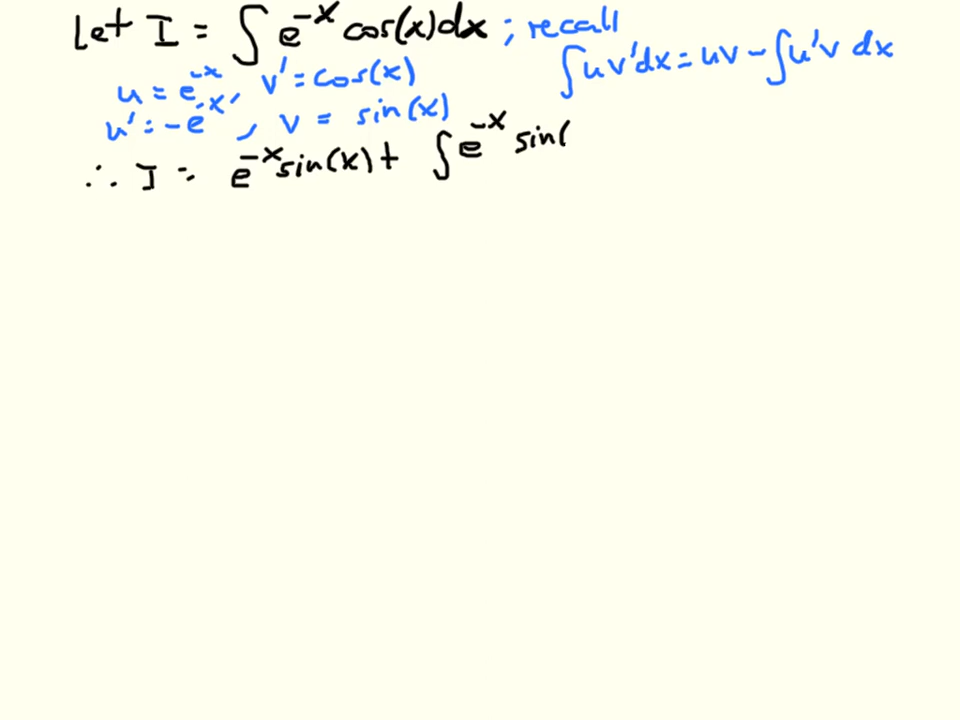 Let I = ∫ e^{-x} cos(x)dx ; recall
∫uv'dx = uv - ∫u'v dx
u = e^{-x}, v' = cos(x)
u' = -e^{-x}, v = sin(x)
∴ I = e^{-x}sin(x) + ∫e^{-x} sin(